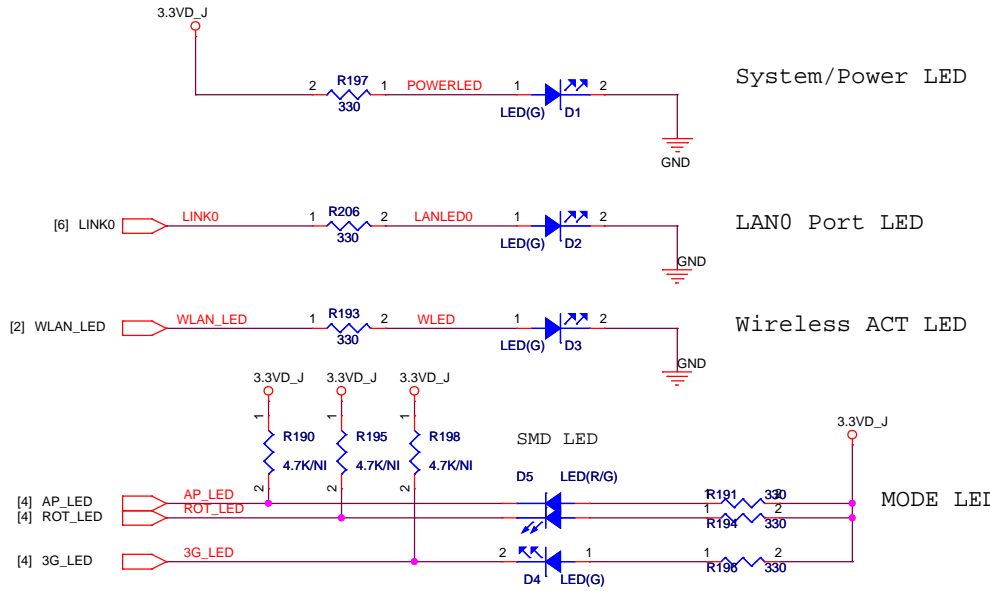 3.3VD_J
2 R197 1 POWERLED 1 2 System/Power LED
330 LED(G) D1
GND
[6] LINK0 LINK0 1 R206 2 LANLED0 1 2 LAN0 Port LED
330 LED(G) D2
GND
[2] WLAN_LED WLAN_LED 1 R193 2 WLED 1 2 Wireless ACT LED
330 LED(G) D3
GND
3.3VD_J 3.3VD_J 3.3VD_J
3.3VD_J
1 1 1
R190 R195 R198 SMD LED
4.7K/NI 4.7K/NI 4.7K/NI
2 2 2 D5 LED(R/G)
[4] AP_LED AP_LED R191 330 2 MODE LED
[4] ROT_LED ROT_LED 1 2
R194 330
[4] 3G_LED 3G_LED 2 1 1 2
D4 LED(G) R196 330